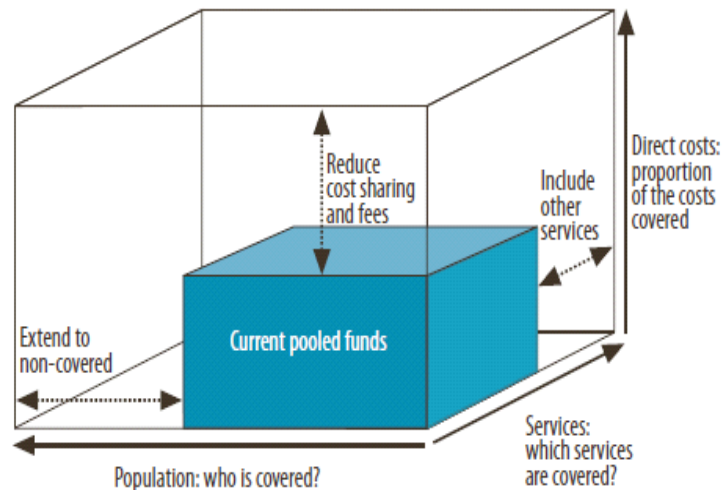 Reduce
cost sharing
and fees
Include
other
services
Direct costs:
proportion
of the costs
covered
Extend to
non-covered
Current pooled funds
Services:
which services
are covered?
Population: who is covered?